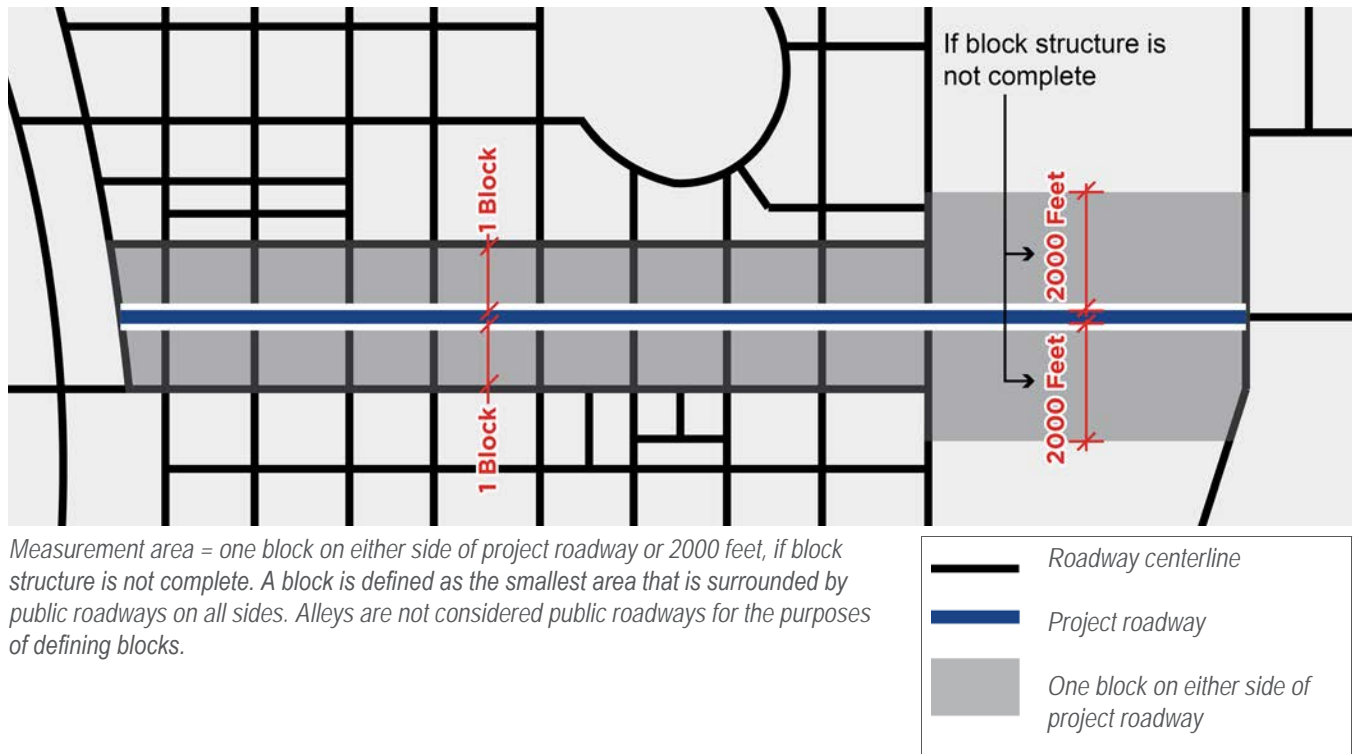 If block structure is
not complete
1 Block
1 Block
2000 Feet
2000 Feet
Measurement area = one block on either side of project roadway or 2000 feet, if block
structure is not complete. A block is defined as the smallest area that is surrounded by
public roadways on all sides. Alleys are not considered public roadways for the purposes
of defining blocks.
Roadway centerline
Project roadway
One block on either side of
project roadway